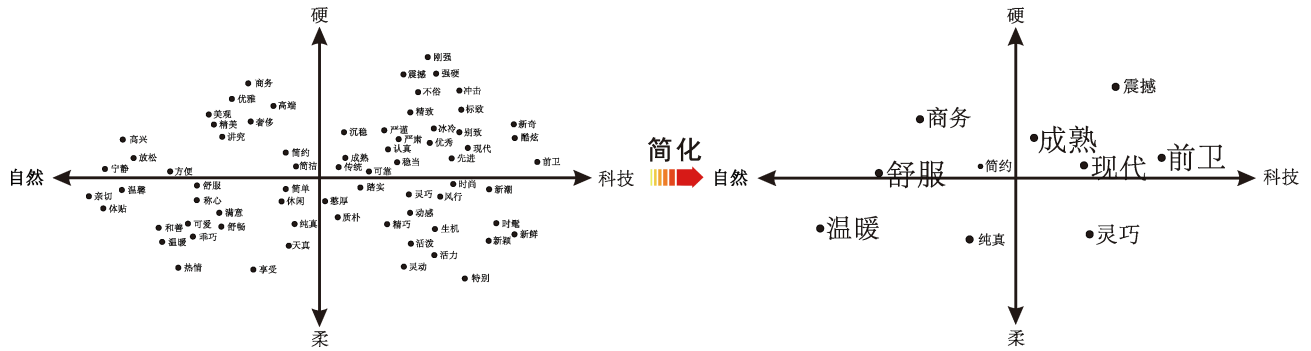 硬
刚强
震撼 强硬
商务 不俗 冲击
优雅 高端 精致 标致
美观 精美 奢侈 沉稳 严谨 冰冷 新奇
高兴 讲究 严肃 优秀 别致 酷炫
简约 认真 现代
放松 成熟 稳当 先进 前卫
宁静 方便 简洁 传统 可靠
自然 科技
温馨 舒服 简单 踏实 时尚 新潮
亲切 称心 休闲 憨厚 灵巧 风行
体贴 满意 质朴 动感
和善 可爱 舒畅 纯真 精巧 生机 时髦
温暖 乖巧 天真 活泼 新颖 新鲜
活力
热情 享受 灵动
特别
柔
简化
硬
震撼
商务
成熟
前卫
舒服 简约 现代
自然 科技
温暖 灵巧
纯真
柔